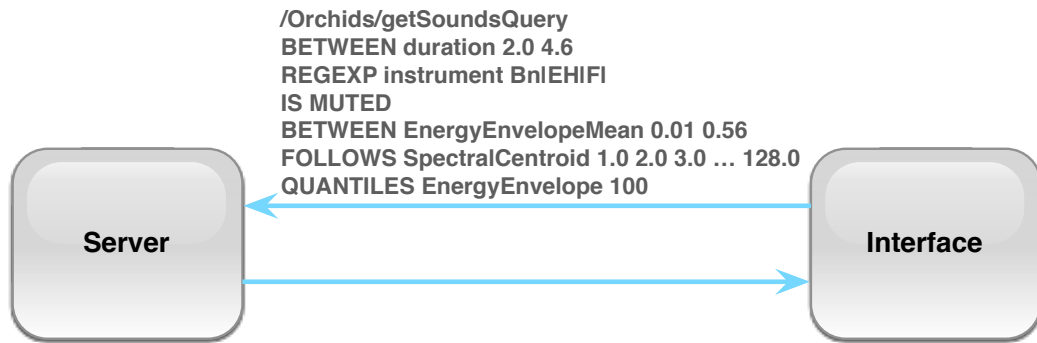 /Orchids/getSoundsQuery
BETWEEN duration 2.0 4.6
REGEXP instrument Bn|EH|Fl
IS MUTED
BETWEEN EnergyEnvelopeMean 0.01 0.56
FOLLOWS SpectralCentroid 1.0 2.0 3.0 … 128.0
QUANTILES EnergyEnvelope 100
Server
Interface